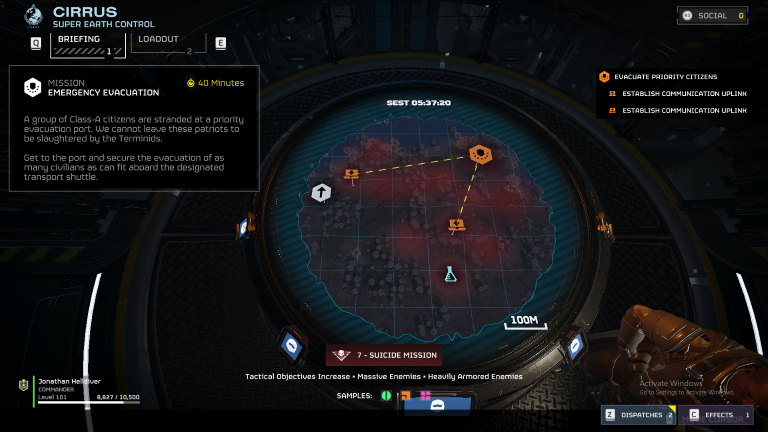 CIRRUS
SUPER EARTH CONTROL
SOCIAL 0
Q
BRIEFING
1
LOADOUT
2
E
MISSION
EMERGENCY EVACUATION
40 Minutes
A group of Class-A citizens are stranded at a priority
evacuation port. We cannot leave these patriots to
be slaughtered by the Terminids.
Get to the port and secure the evacuation of as
many civilians as can fit aboard the designated
transport shuttle.
EVACUATE PRIORITY CITIZENS
ESTABLISH COMMUNICATION UPLINK
ESTABLISH COMMUNICATION UPLINK
SEST 05:37:20
100M
7 - SUICIDE MISSION
Tactical Objectives Increase • Massive Enemies • Heavily Armored Enemies
SAMPLES:
Jonathan Helldiver
COMMANDER
Level 101
8,827 / 10,500
Activate Windows
Go to Settings to activate Windows.
Z DISPATCHES 2
C EFFECTS 1
CURSOR